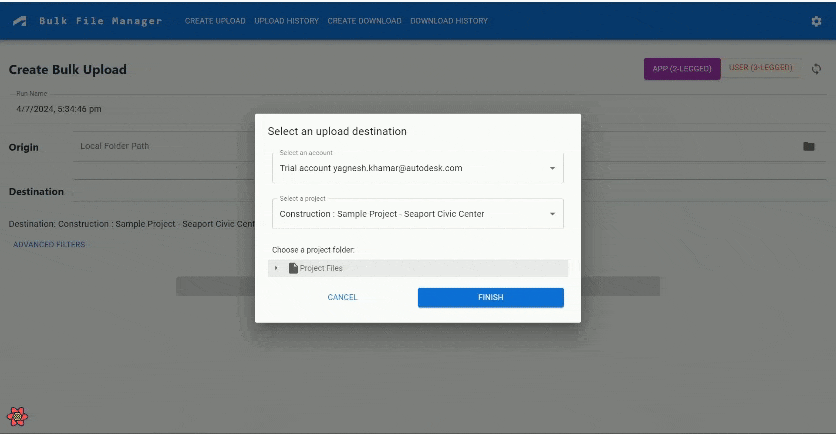 Bulk File Manager CREATE UPLOAD UPLOAD HISTORY CREATE DOWNLOAD DOWNLOAD HISTORY
Create Bulk Upload APP (2-LEGGED) USER (3-LEGGED)
Run Name
4/7/2024, 5:34:46 pm
Origin Local Folder Path
Destination
Destination: Construction : Sample Project - Seaport Civic Cent
ADVANCED FILTERS
Select an upload destination
Select an account
Trial account yagnesh.khamar@autodesk.com
Select a project
Construction : Sample Project - Seaport Civic Center
Choose a project folder:
Project Files
CANCEL FINISH